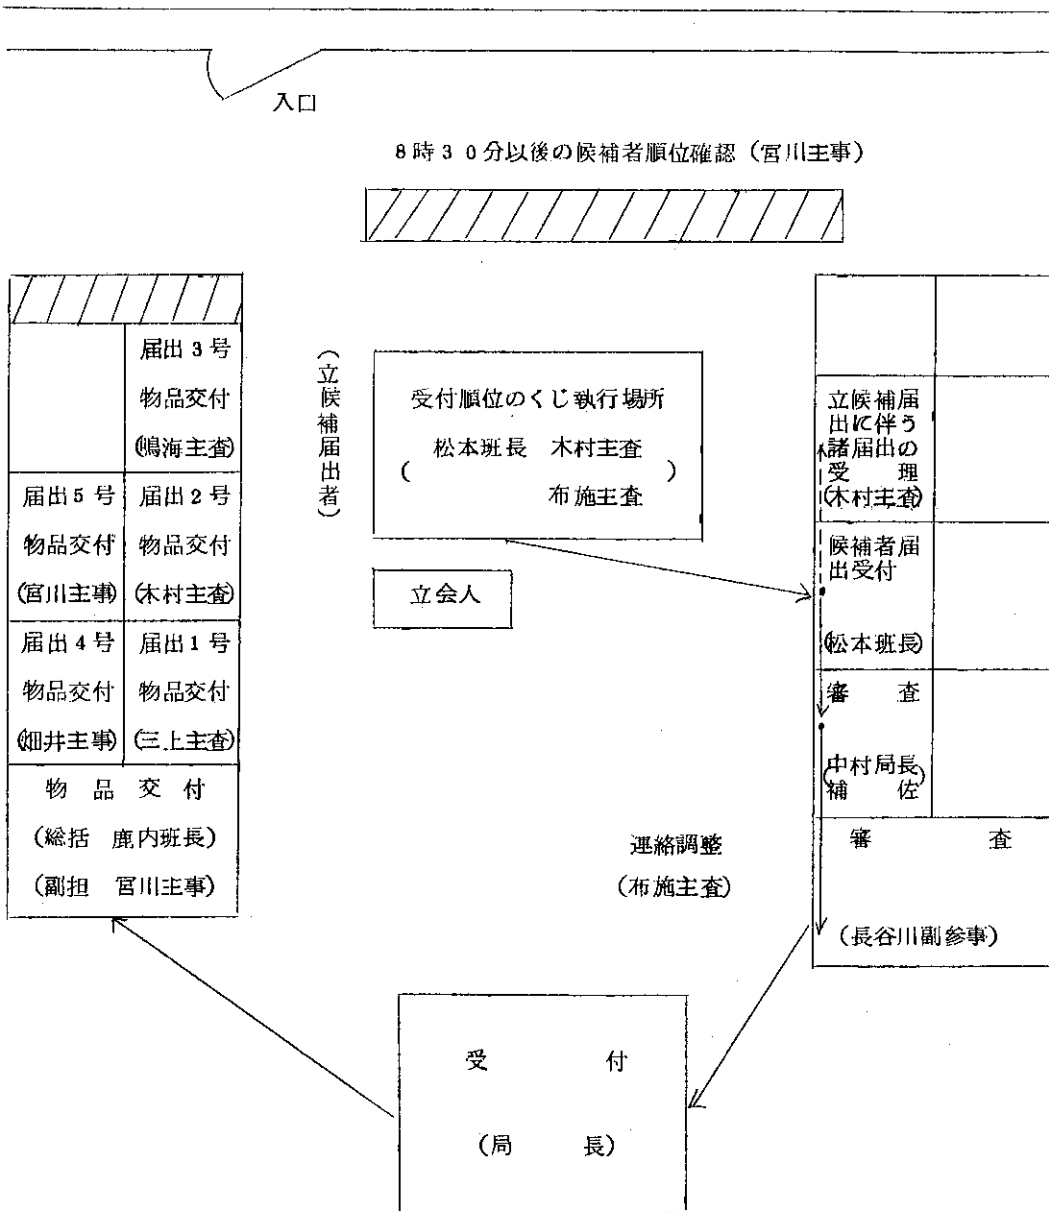 入口
8時30分以後の候補者順位確認（宮川主事）
届出3号
物品交付
(鳴海主査)
届出5号
物品交付
(宮川主事)
届出2号
物品交付
(木村主査)
届出4号
物品交付
(細井主事)
届出1号
物品交付
(三上主査)
物品交付
(総括 鹿内班長)
(副担 宮川主事)
（立候補届出者）
受付順位のくじ執行場所
(松本班長 木村主査
布施主査)
立会人
立候補届
出に伴う
諸届出の
受理
(木村主査)
候補者届
出受付
(松本班長)
審査
(中村局長
補佐)
審査
(長谷川副参事)
連絡調整
(布施主査)
受付
(局長)